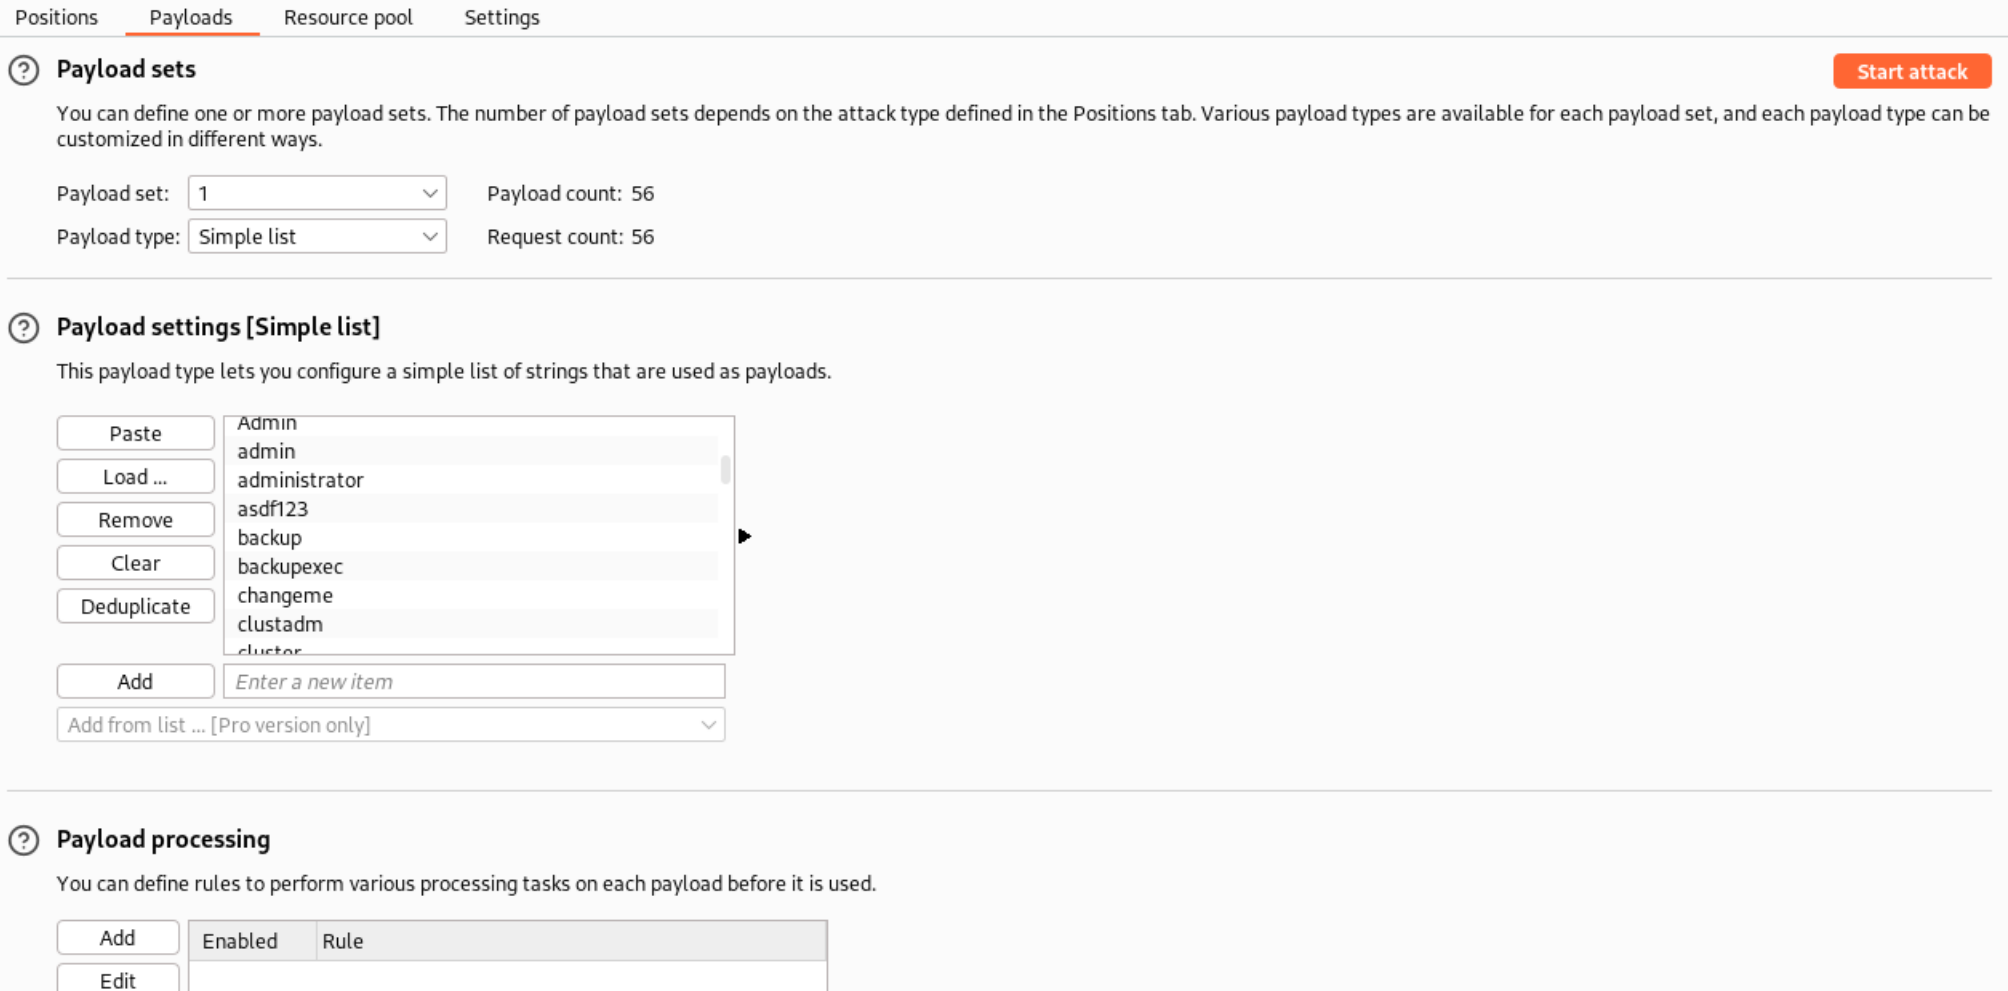 Positions Payloads Resource pool Settings
Payload sets
Start attack
You can define one or more payload sets. The number of payload sets depends on the attack type defined in the Positions tab. Various payload types are available for each payload set, and each payload type can be
customized in different ways.
Payload set: 1 Payload count: 56
Payload type: Simple list Request count: 56
Payload settings [Simple list]
This payload type lets you configure a simple list of strings that are used as payloads.
Paste
Load ...
Remove
Clear
Deduplicate
Admin
admin
administrator
asdf123
backup
backupexec
changeme
clustadm
cluster
Add Enter a new item
Add from list ... [Pro version only]
Payload processing
You can define rules to perform various processing tasks on each payload before it is used.
Add Enabled Rule
Edit